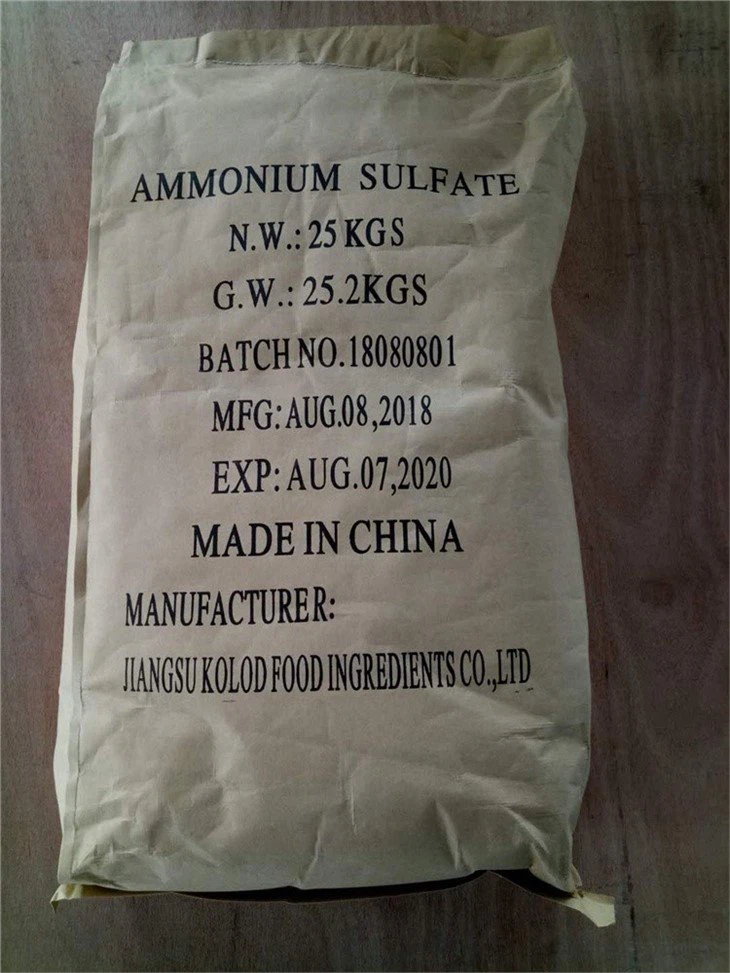 AMMONIUM SULFATE
N.W.: 25 KGS
G.W.: 25.2KGS
BATCH NO.18080801
MFG: AUG.08,2018
EXP: AUG.07,2020
MADE IN CHINA
MANUFACTURER:
JIANGSU KOLOD FOOD INGREDIENTS CO.,LTD